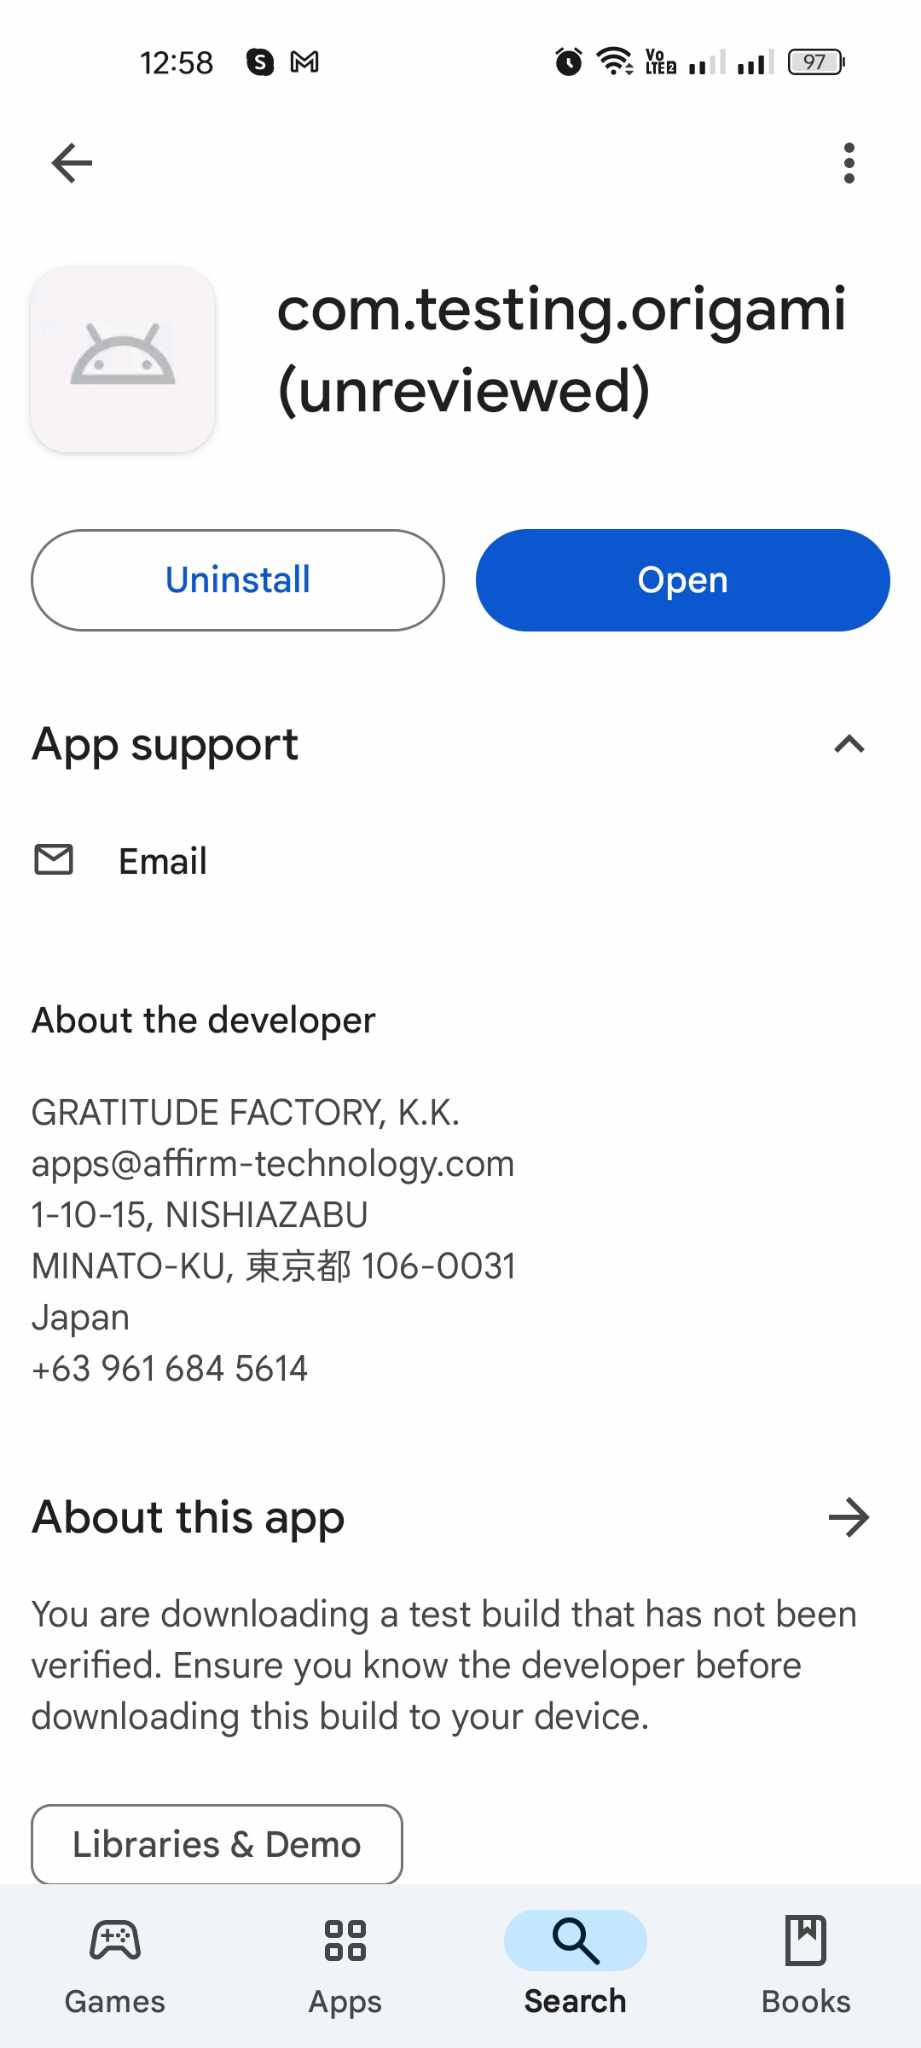 12:58
S
M
Vo
LTE2
97
com.testing.origami
(unreviewed)
Uninstall
Open
App support
Email
About the developer
GRATITUDE FACTORY, K.K.
apps@affirm-technology.com
1-10-15, NISHIAZABU
MINATO-KU, 東京都 106-0031
Japan
+63 961 684 5614
About this app
You are downloading a test build that has not been
verified. Ensure you know the developer before
downloading this build to your device.
Libraries & Demo
Games
Apps
Search
Books